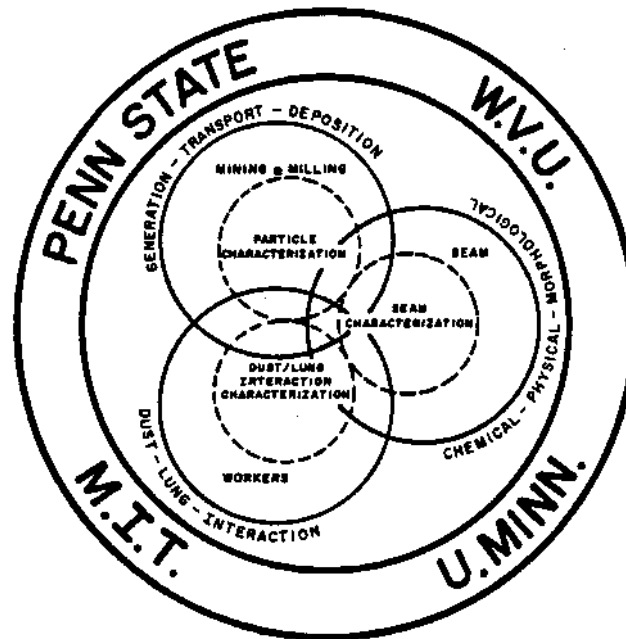 PENN STATE
W.V.U.
GENERATION - TRANSPORT - DEPOSITION
MINING & MILLING
PARTICLE
CHARACTERIZATION
CHEMICAL - PHYSICAL - MORPHOLOGICAL
SEAM
SEAM
CHARACTERIZATION
DUST/LUNG
INTERACTION
CHARACTERIZATION
WORKERS
DUST - LUNG - INTERACTION
M.I.T.
U.MINN.